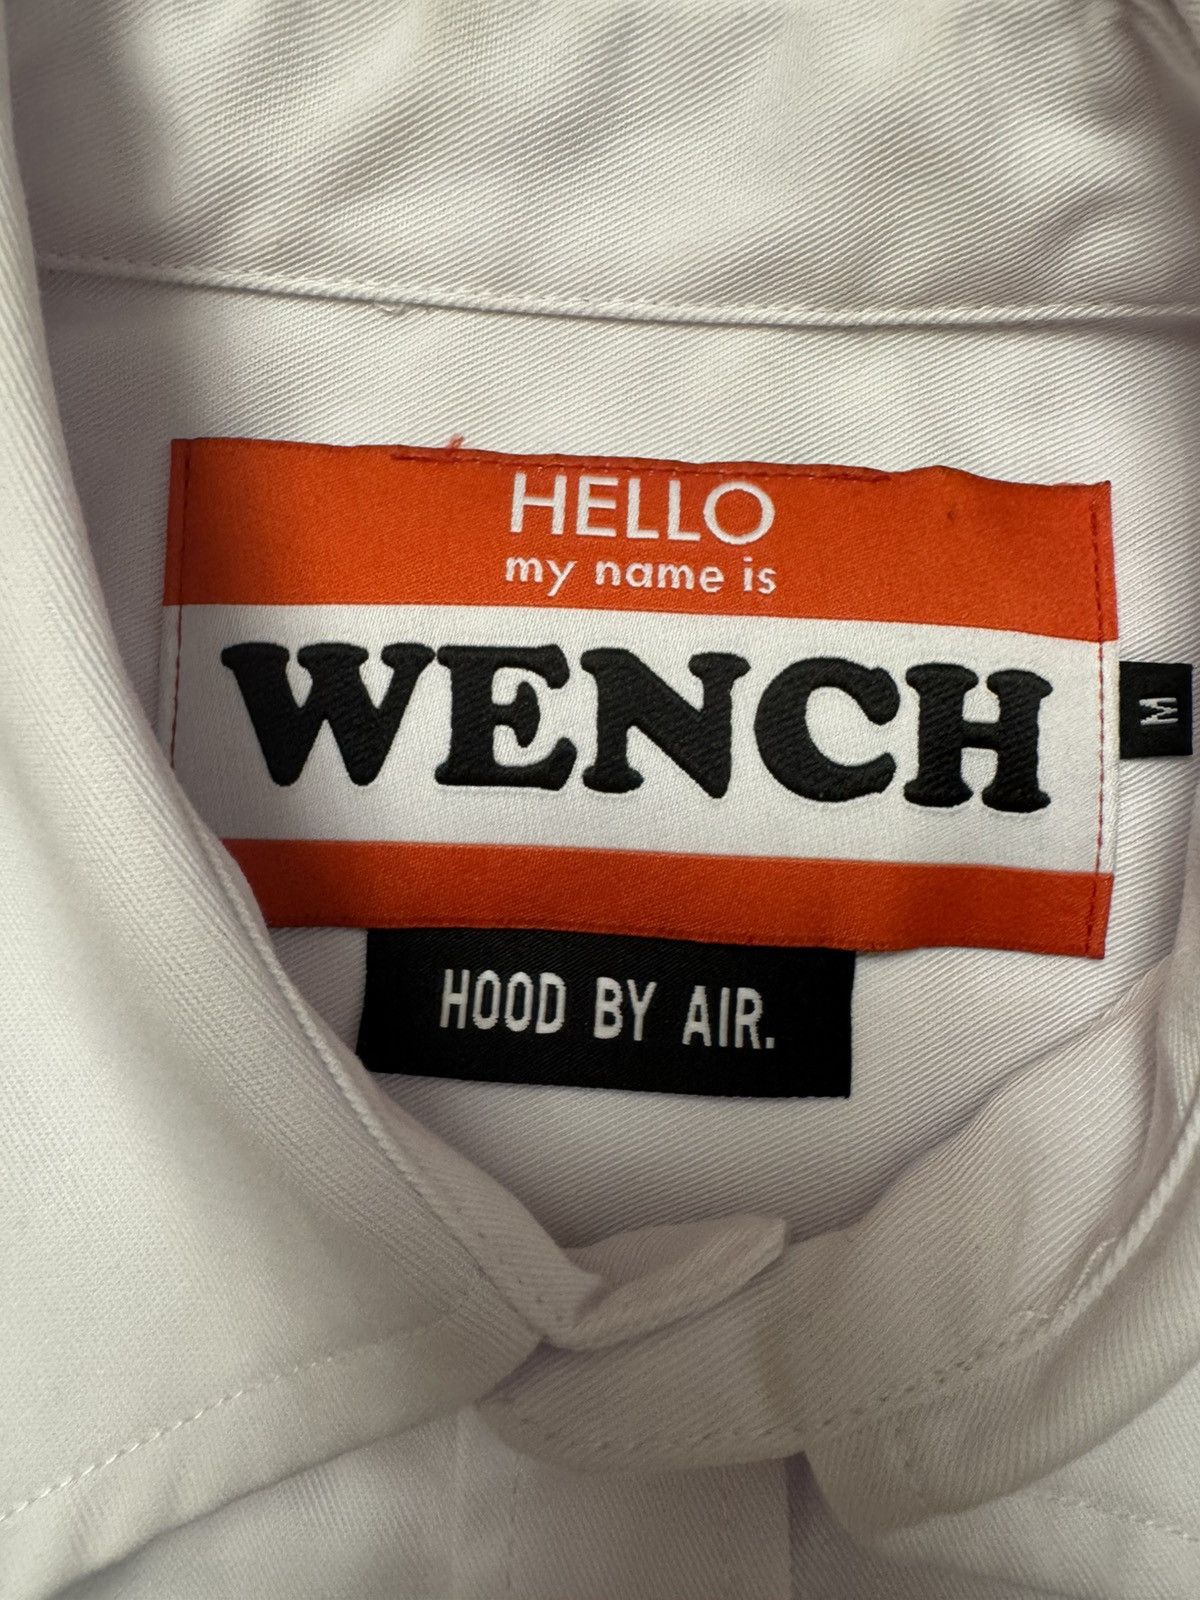 HELLO
my name is
WENCH
M
HOOD BY AIR.